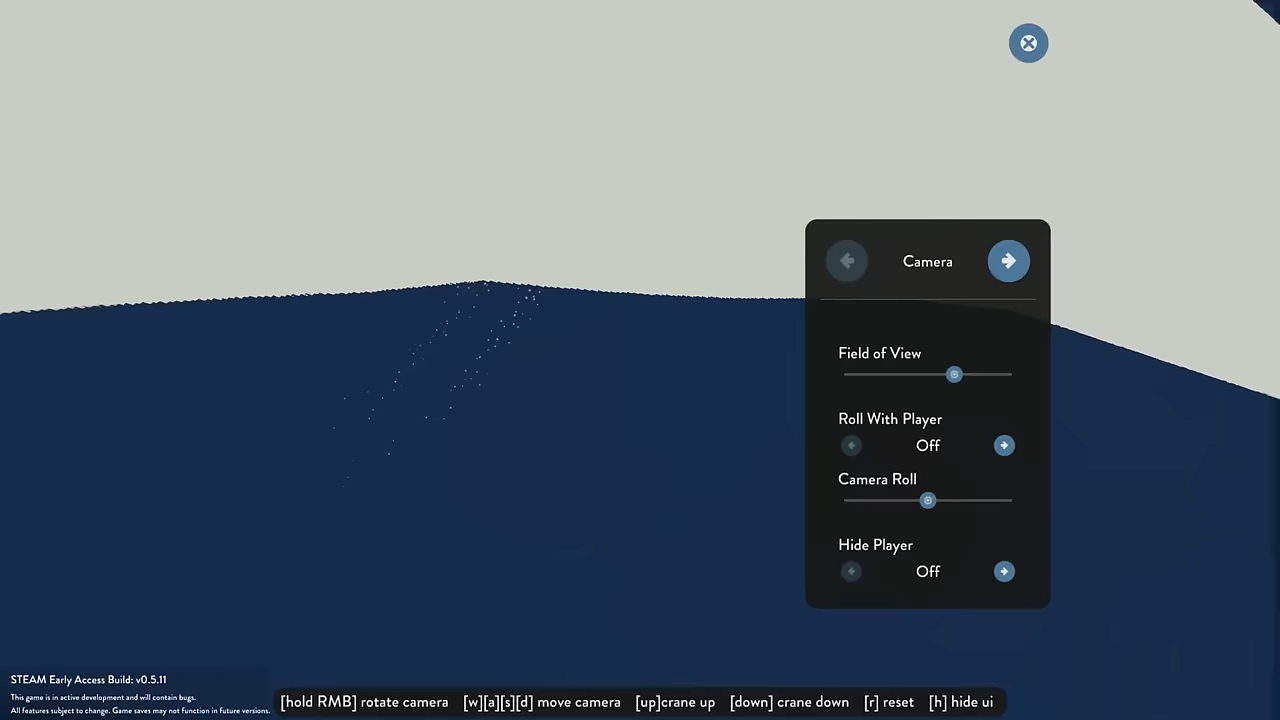 Camera
Field of View
Roll With Player
Off
Camera Roll
Hide Player
Off
STEAM Early Access Build: v0.5.11
This game is in active development and will contain bugs.
All features subject to change. Game saves may not function in future versions.
[hold RMB] rotate camera [w][a][s][d] move camera [up]crane up [down] crane down [r] reset [h] hide ui